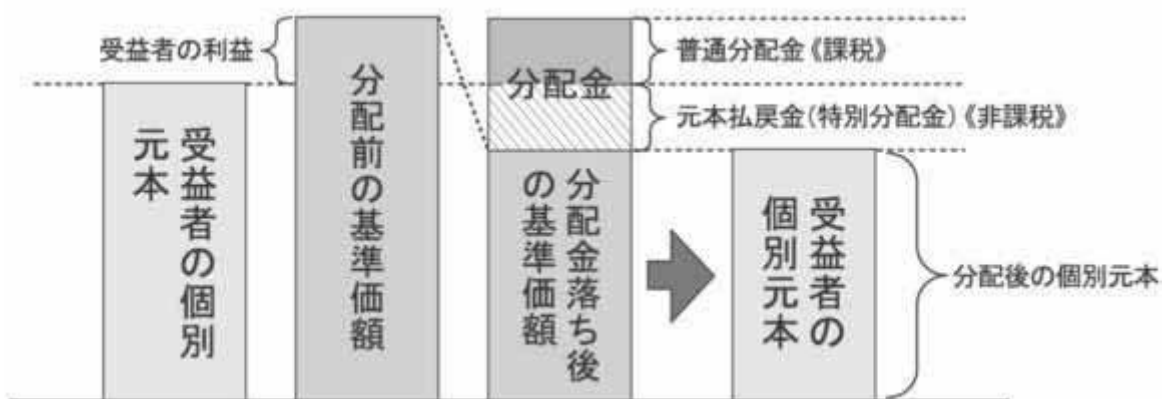 受益者の利益
受益者の個別
元本
分配前の基準価額
分配金
分配金落ち後
の基準価額
普通分配金《課税》
元本払戻金(特別分配金)《非課税》
受益者の
個別元本
分配後の個別元本